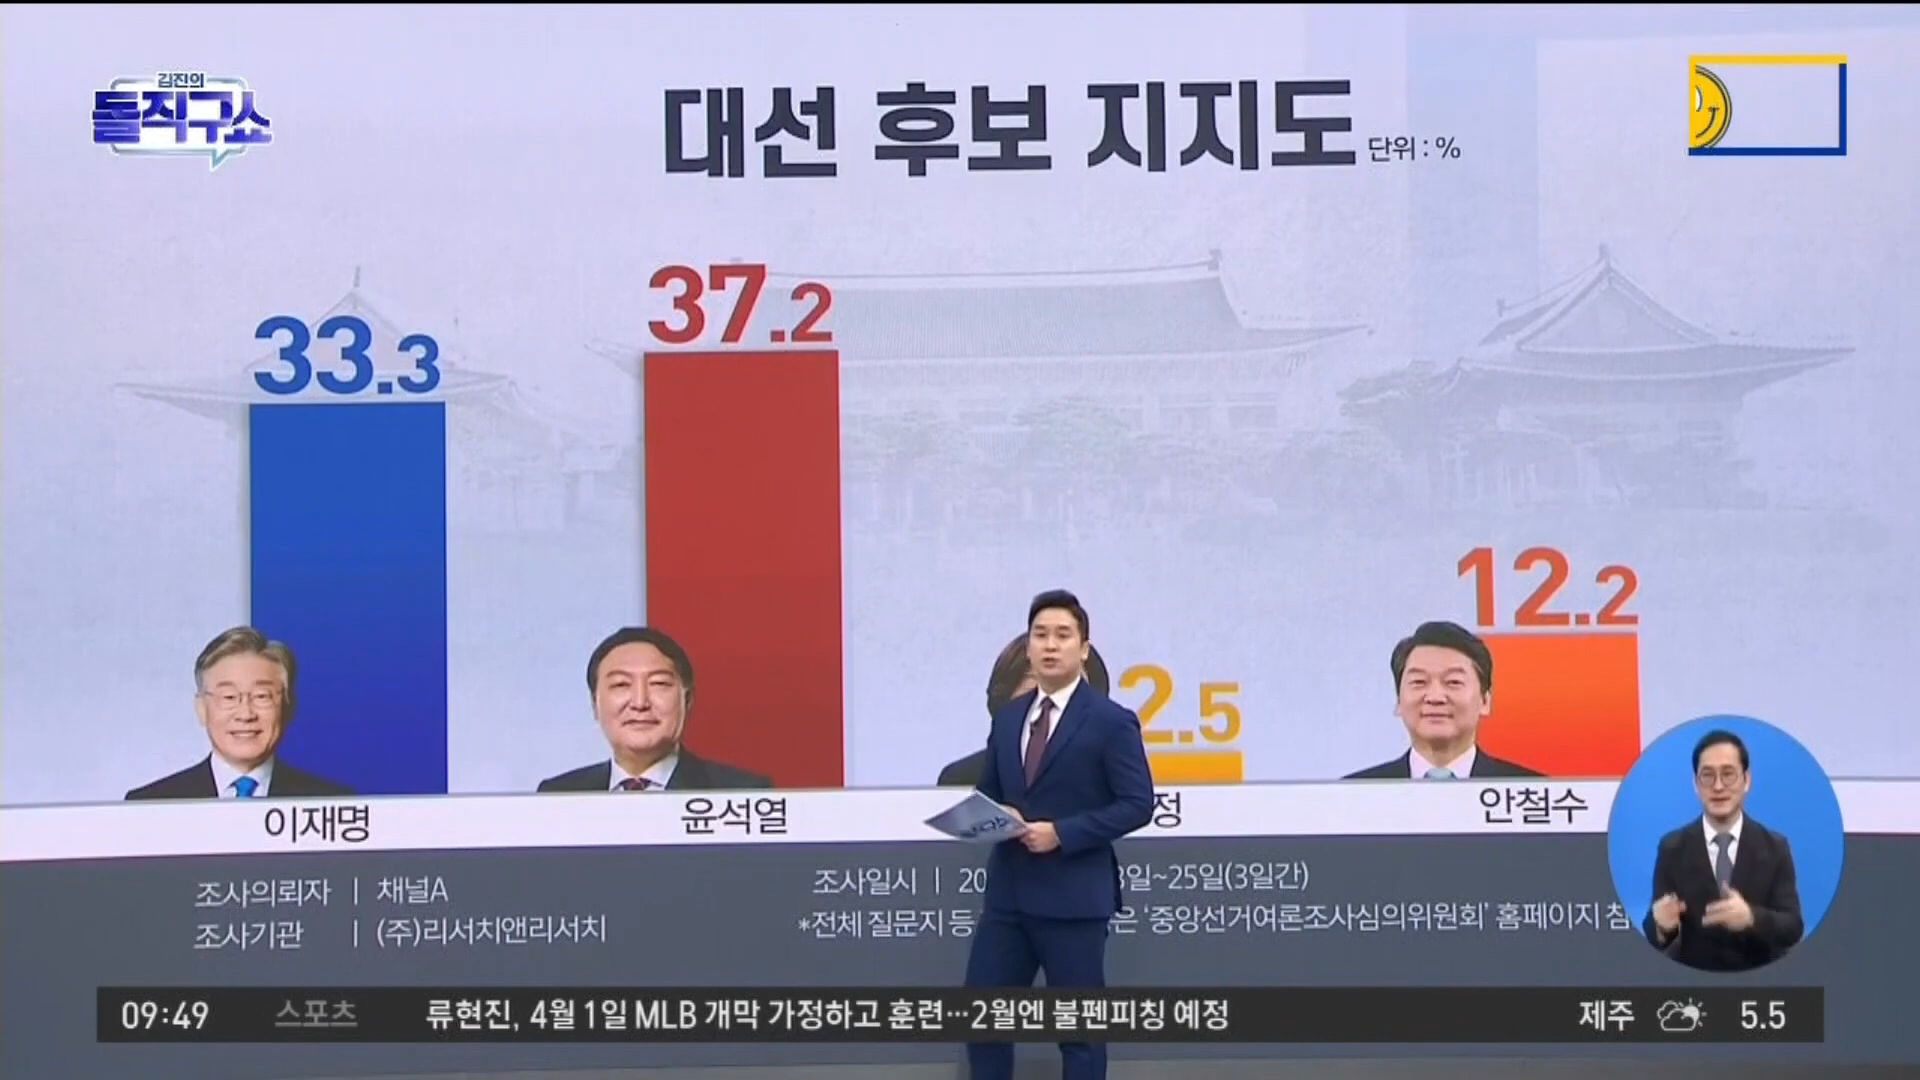 김진의
돌직구쇼
대선 후보 지지도 단위 : %
33.3
37.2
2.5
12.2
이재명
윤석열
정
안철수
조사의뢰자 | 채널A
조사기관 | (주)리서치앤리서치
조사일시 | 20 일~25일(3일간)
*전체 질문지 등 은 '중앙선거여론조사심의위원회' 홈페이지 참
09:49 스포츠 류현진, 4월 1일 MLB 개막 가정하고 훈련…2월엔 불펜피칭 예정 제주 5.5